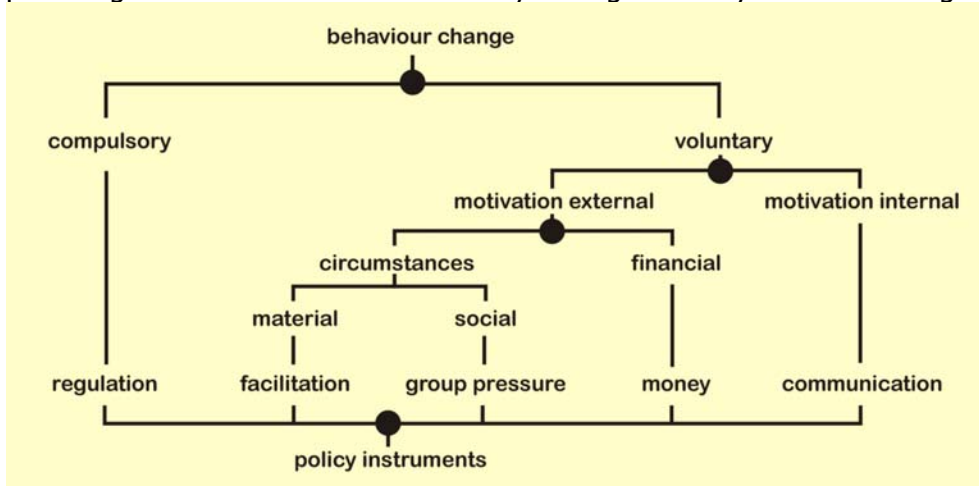 behaviour change
compulsory voluntary
motivation external motivation internal
circumstances financial
material social
regulation facilitation group pressure money communication
policy instruments